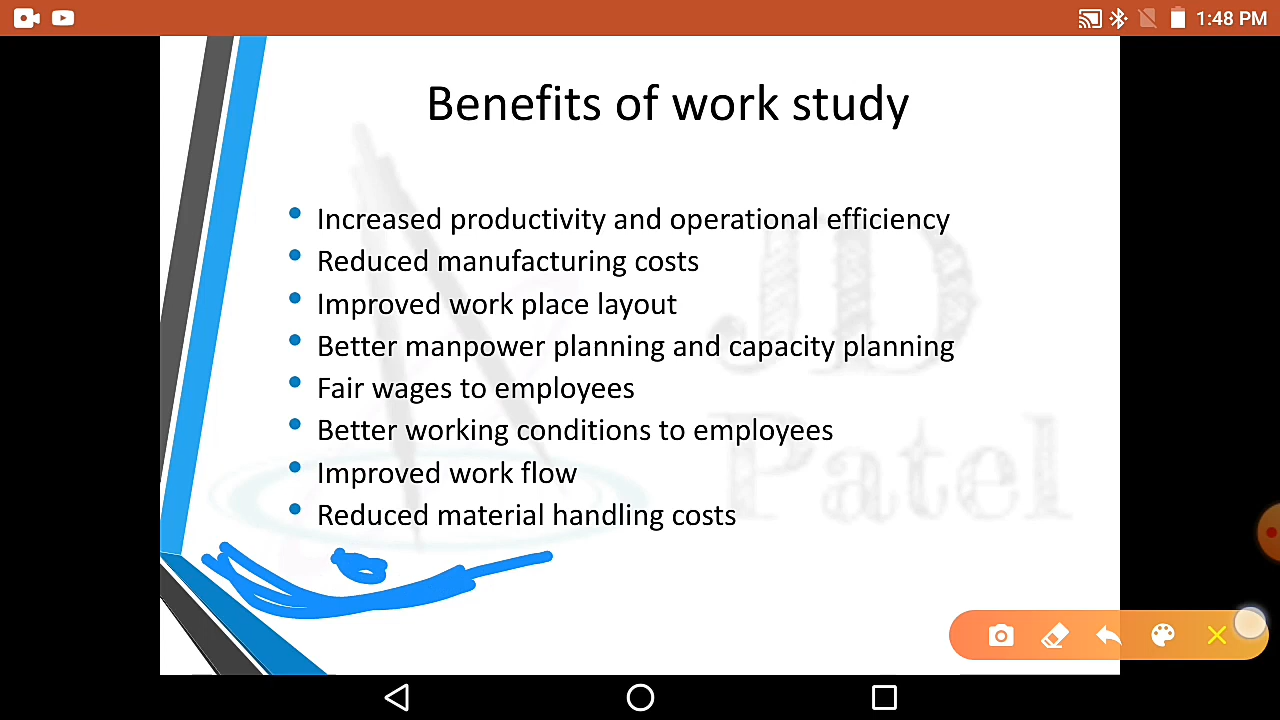 1:48 PM
Benefits of work study
Increased productivity and operational efficiency
Reduced manufacturing costs
Improved work place layout
Better manpower planning and capacity planning
Fair wages to employees
Better working conditions to employees
Improved work flow
Reduced material handling costs
JD
Patel